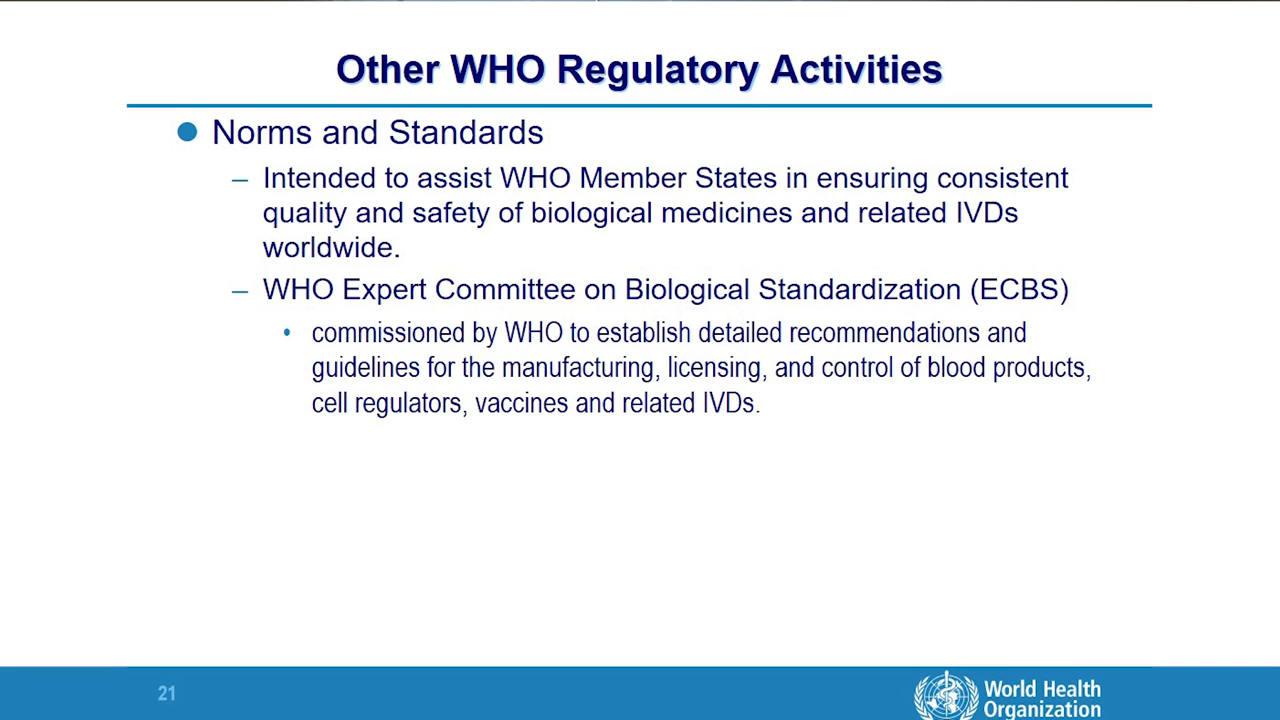 Other WHO Regulatory Activities
Norms and Standards
– Intended to assist WHO Member States in ensuring consistent
quality and safety of biological medicines and related IVDs
worldwide.
– WHO Expert Committee on Biological Standardization (ECBS)
• commissioned by WHO to establish detailed recommendations and
guidelines for the manufacturing, licensing, and control of blood products,
cell regulators, vaccines and related IVDs.
21
World Health
Organization